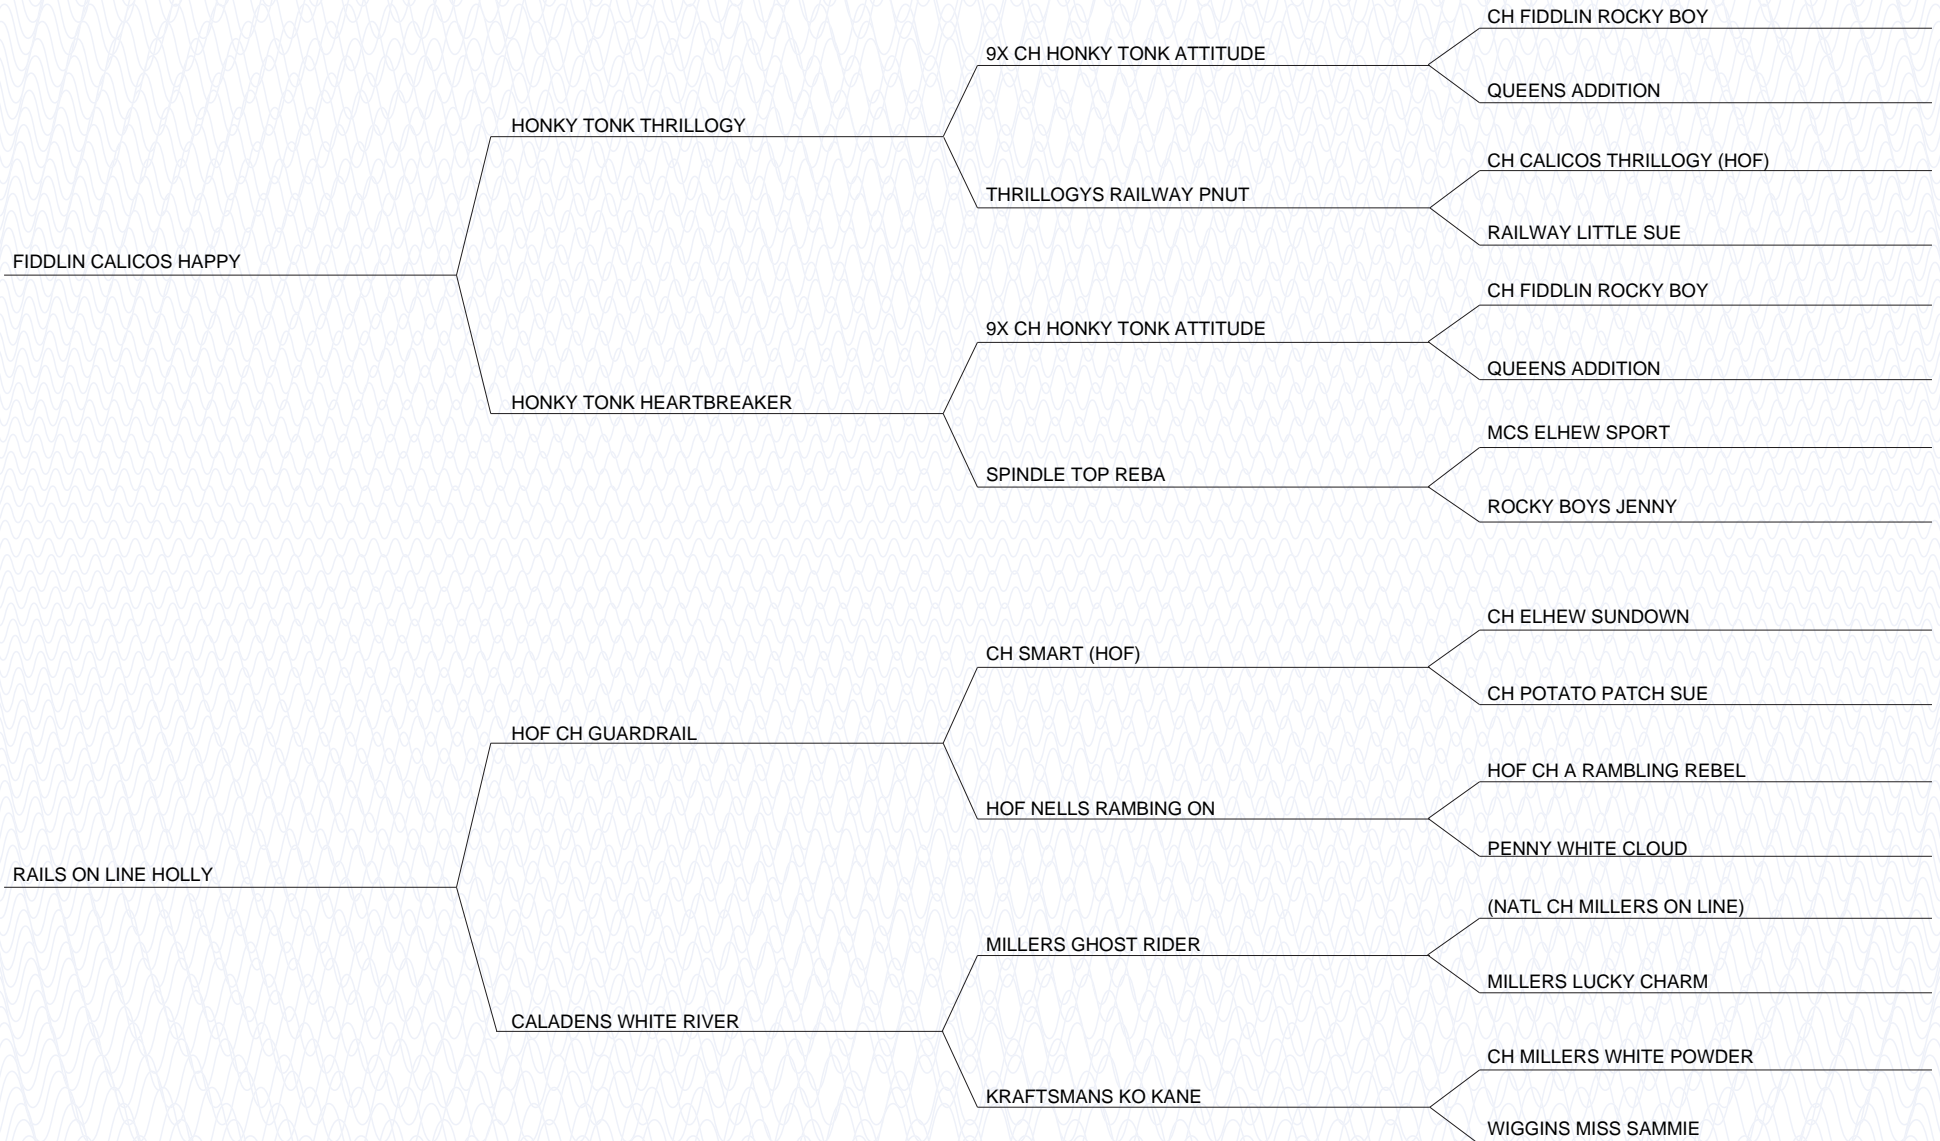 CH FIDDLIN ROCKY BOY
9X CH HONKY TONK ATTITUDE
QUEENS ADDITION
HONKY TONK THRILLOGY
CH CALICOS THRILLOGY (HOF)
THRILLOGYS RAILWAY PNUT
RAILWAY LITTLE SUE
FIDDLIN CALICOS HAPPY
CH FIDDLIN ROCKY BOY
9X CH HONKY TONK ATTITUDE
QUEENS ADDITION
HONKY TONK HEARTBREAKER
MCS ELHEW SPORT
SPINDLE TOP REBA
ROCKY BOYS JENNY
CH ELHEW SUNDOWN
CH SMART (HOF)
CH POTATO PATCH SUE
HOF CH GUARDRAIL
HOF CH A RAMBLING REBEL
HOF NELLS RAMBING ON
PENNY WHITE CLOUD
RAILS ON LINE HOLLY
(NATL CH MILLERS ON LINE)
MILLERS GHOST RIDER
MILLERS LUCKY CHARM
CALADENS WHITE RIVER
CH MILLERS WHITE POWDER
KRAFTSMANS KO KANE
WIGGINS MISS SAMMIE